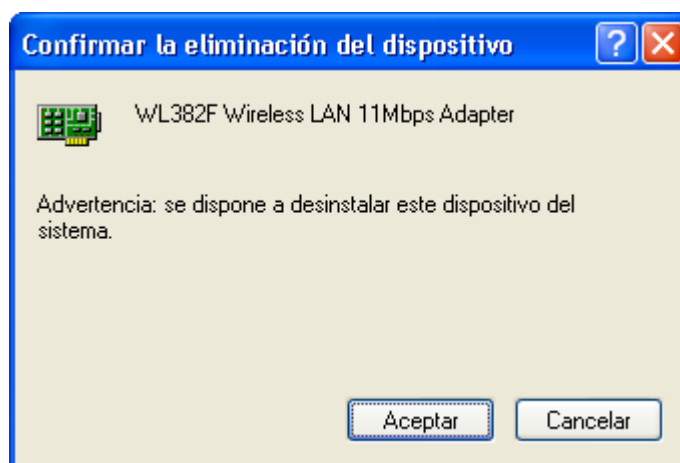 Confirmar la eliminación del dispositivo
WL382F Wireless LAN 11Mbps Adapter
Advertencia: se dispone a desinstalar este dispositivo del
sistema.
Aceptar
Cancelar